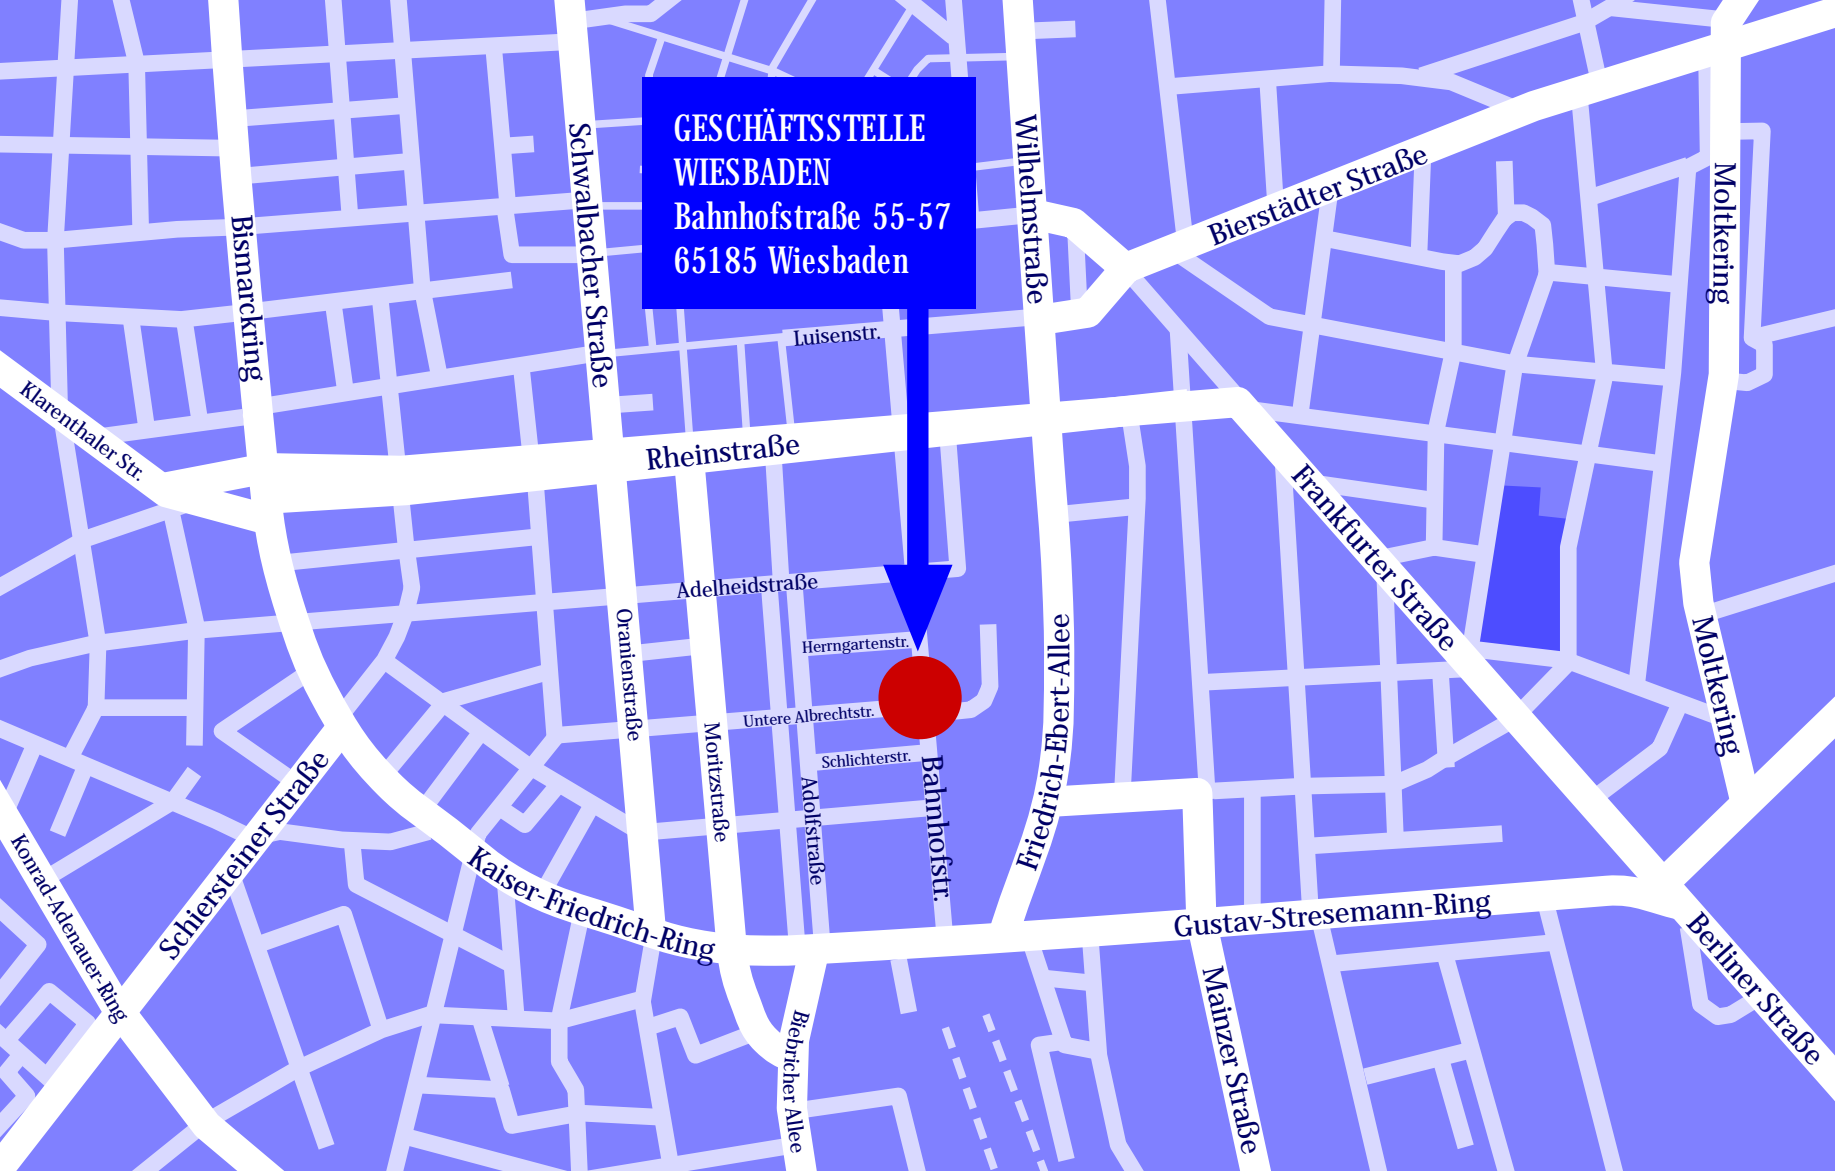 GESCHÄFTSSTELLE
WIESBADEN
Bahnhofstraße 55-57
65185 Wiesbaden
Bismarckring
Schwalbacher Straße
Wilhelmstraße
Bierstädter Straße
Moltkering
Luisenstr.
Klarenthaler Str.
Rheinstraße
Frankfurter Straße
Adelheidstraße
Oranienstraße
Herrngartenstr.
Friedrich-Ebert-Allee
Moltkering
Untere Albrechtstr.
Moritzstraße
Schlichterstr.
Adolfstraße
Bahnhofstr.
Schiersteiner Straße
Konrad-Adenauer-Ring
Kaiser-Friedrich-Ring
Gustav-Stresemann-Ring
Berliner Straße
Mainzer Straße
Biebricher Allee